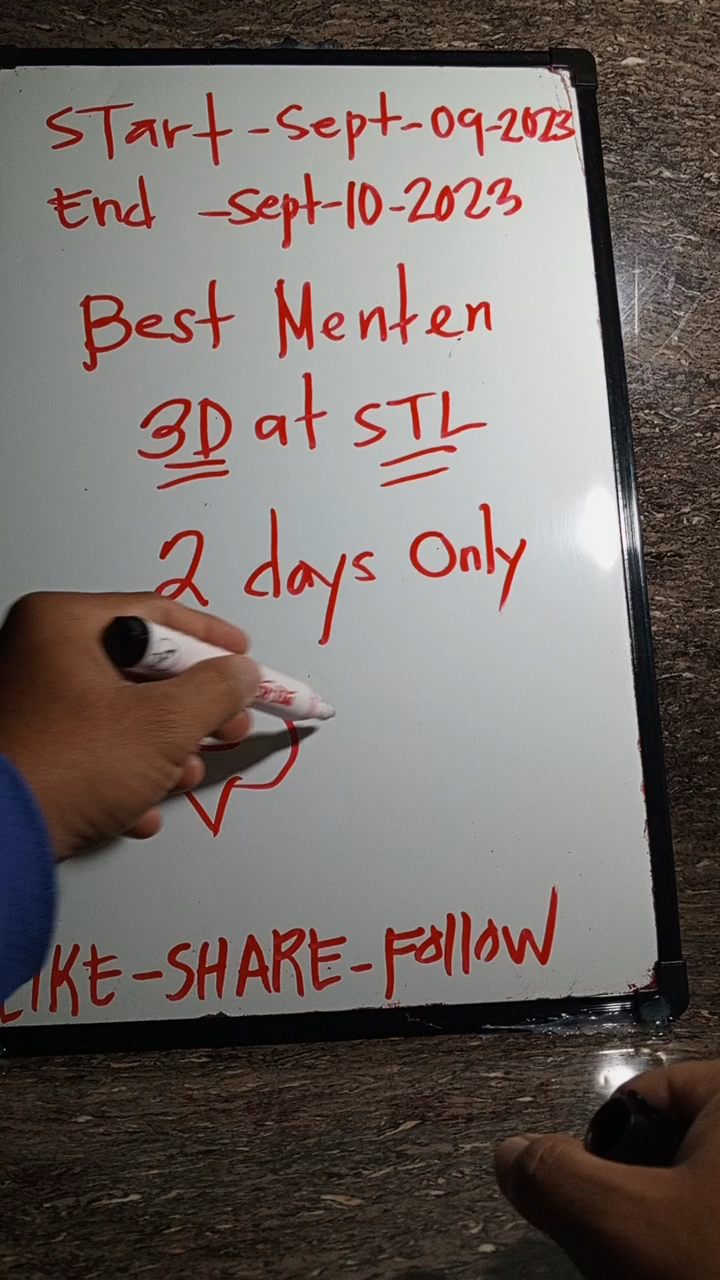 START-Sept-09-2023
End -Sept-10-2023
Best Menten
3D at STL
2 days Only
LIKE-SHARE-FOllOW